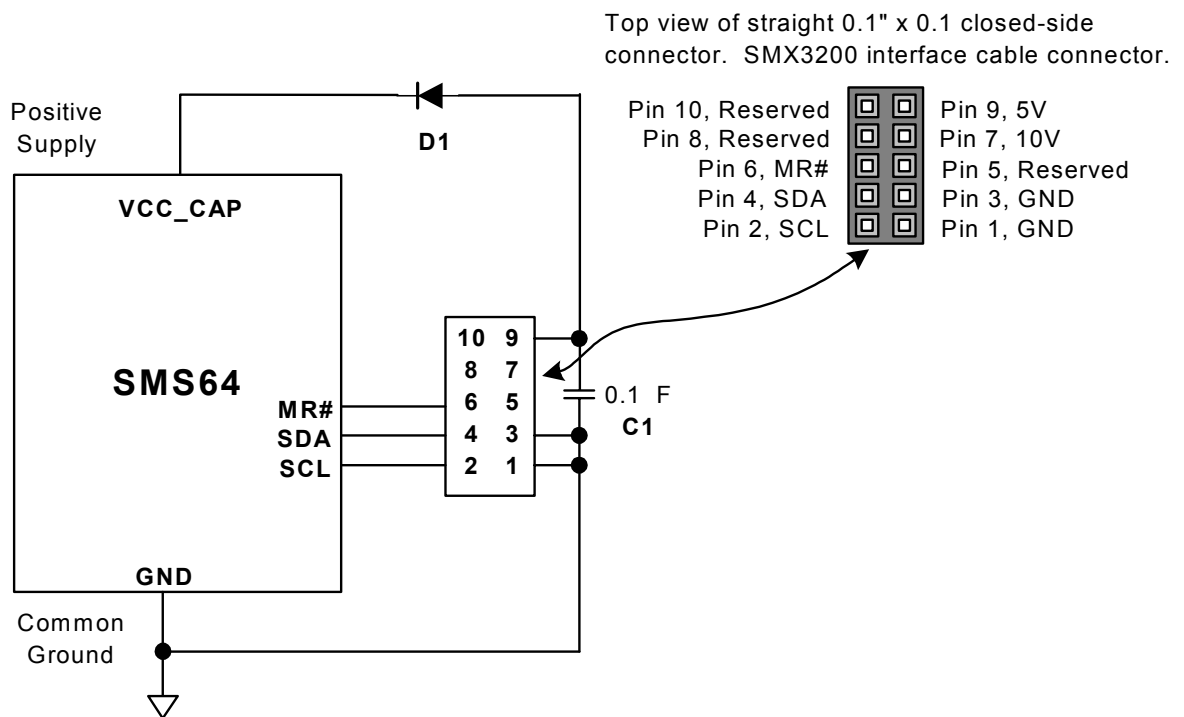 Top view of straight 0.1" x 0.1 closed-side
connector. SMX3200 interface cable connector.
Pin 10, Reserved
Pin 9, 5V
Pin 8, Reserved
Pin 7, 10V
Pin 6, MR#
Pin 5, Reserved
Pin 4, SDA
Pin 3, GND
Pin 2, SCL
Pin 1, GND
Positive
Supply
D1
VCC_CAP
SMS64
MR#
SDA
SCL
10 9
8 7
6 5
4 3
2 1
0.1 F
C1
GND
Common
Ground